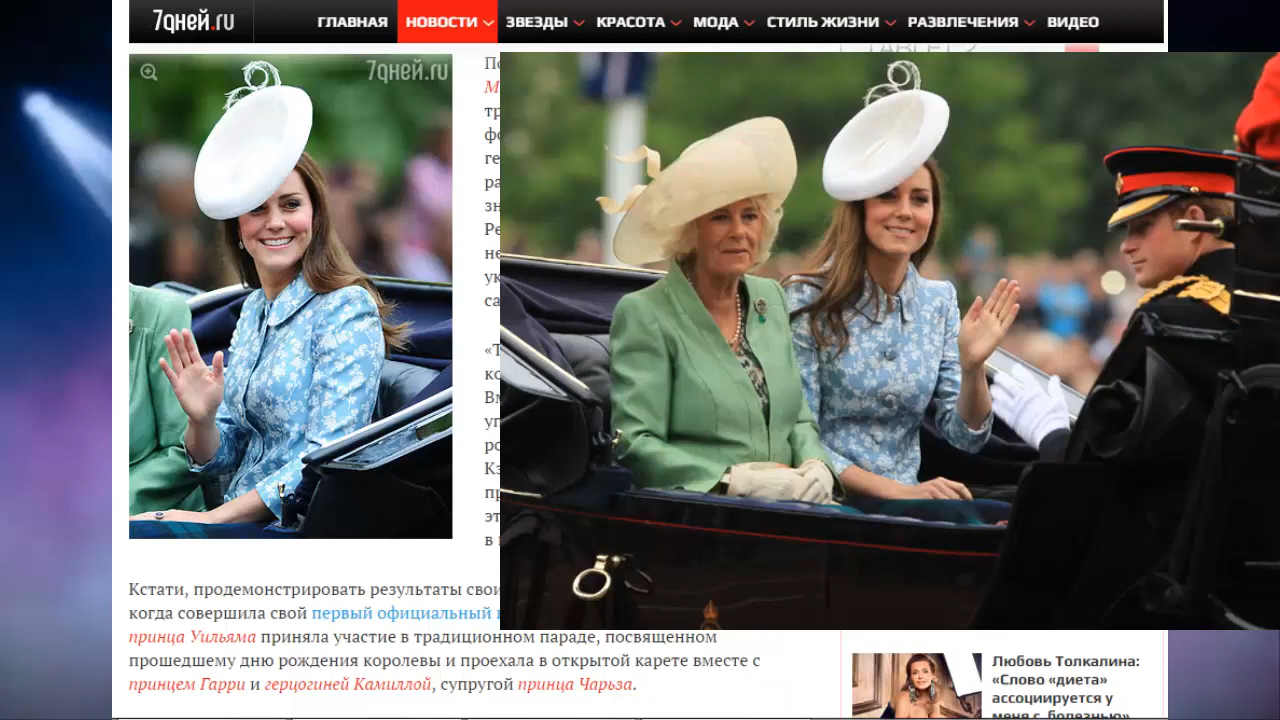 7дней.ru
ГЛАВНАЯ НОВОСТИ ЗВЕЗДЫ КРАСОТА МОДА СТИЛЬ ЖИЗНИ РАЗВЛЕЧЕНИЯ ВИДЕО
7дней.ru
Кстати, продемонстрировать результаты
когда совершила свой первый официальный
принца Уильяма приняла участие в традиционном параде, посвященном
прошедшему дню рождения королевы и проехала в открытой карете вместе с
принцем Гарри и герцогиней Камиллой, супругой принца Чарьза.
Любовь Толкалина:
«Слово «диета»
ассоциируется у
меня с болезнью»